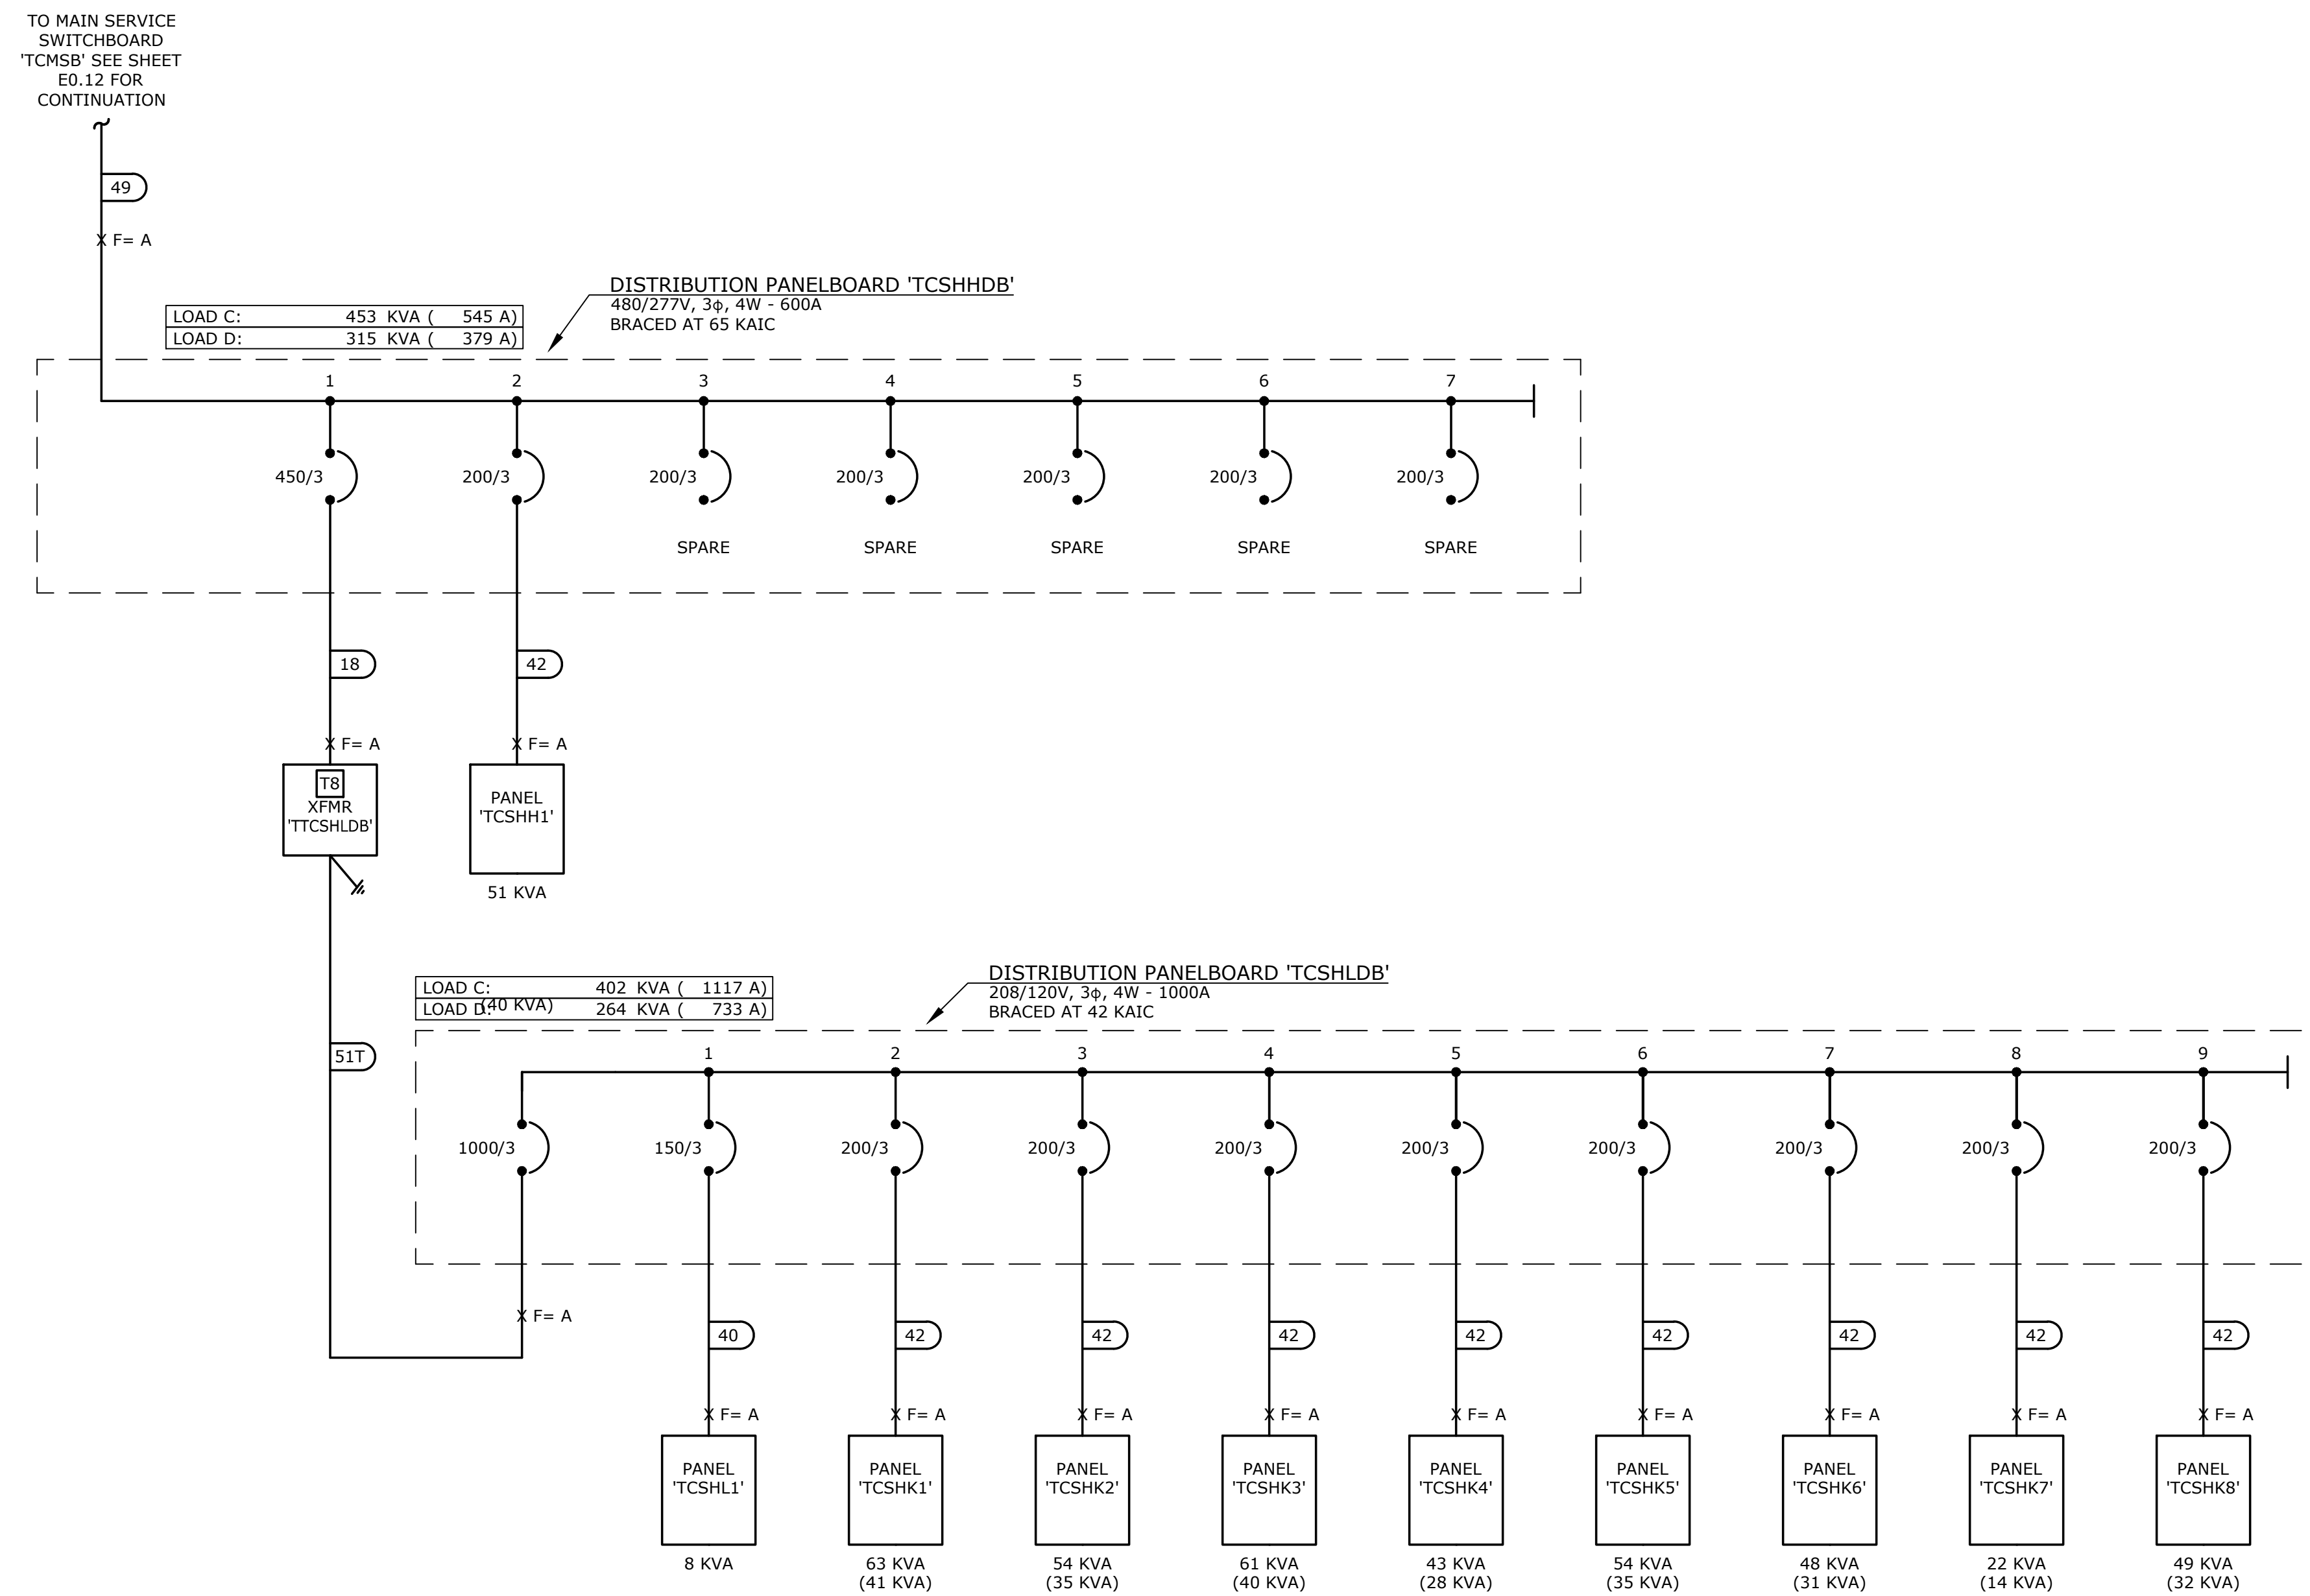 TO MAIN SERVICE
SWITCHBOARD
'TCMSB' SEE SHEET
E0.12 FOR
CONTINUATION
49
X F= A
DISTRIBUTION PANELBOARD 'TCSHHDB'
480/277V, 3ϕ, 4W - 600A
BRACED AT 65 KAIC
LOAD C: 453 KVA ( 545 A)
LOAD D: 315 KVA ( 379 A)
1 2 3 4 5 6 7
450/3 200/3 200/3 200/3 200/3 200/3 200/3
SPARE SPARE SPARE SPARE SPARE
18 42
X F= A X F= A
T8
XFMR
'TTCSHLDB'
PANEL
'TCSHH1'
51 KVA
DISTRIBUTION PANELBOARD 'TCSHLDB'
208/120V, 3ϕ, 4W - 1000A
BRACED AT 42 KAIC
LOAD C: 402 KVA ( 1117 A)
(40 KVA)
LOAD D: 264 KVA ( 733 A)
51T
1 2 3 4 5 6 7 8 9
1000/3 150/3 200/3 200/3 200/3 200/3 200/3 200/3 200/3 200/3
X F= A
40 42 42 42 42 42 42 42 42
X F= A X F= A X F= A X F= A X F= A X F= A X F= A X F= A X F= A
PANEL PANEL PANEL PANEL PANEL PANEL PANEL PANEL PANEL
'TCSHL1' 'TCSHK1' 'TCSHK2' 'TCSHK3' 'TCSHK4' 'TCSHK5' 'TCSHK6' 'TCSHK7' 'TCSHK8'
8 KVA 63 KVA 54 KVA 61 KVA 43 KVA 54 KVA 48 KVA 22 KVA 49 KVA
(41 KVA) (35 KVA) (40 KVA) (28 KVA) (35 KVA) (31 KVA) (14 KVA) (32 KVA)